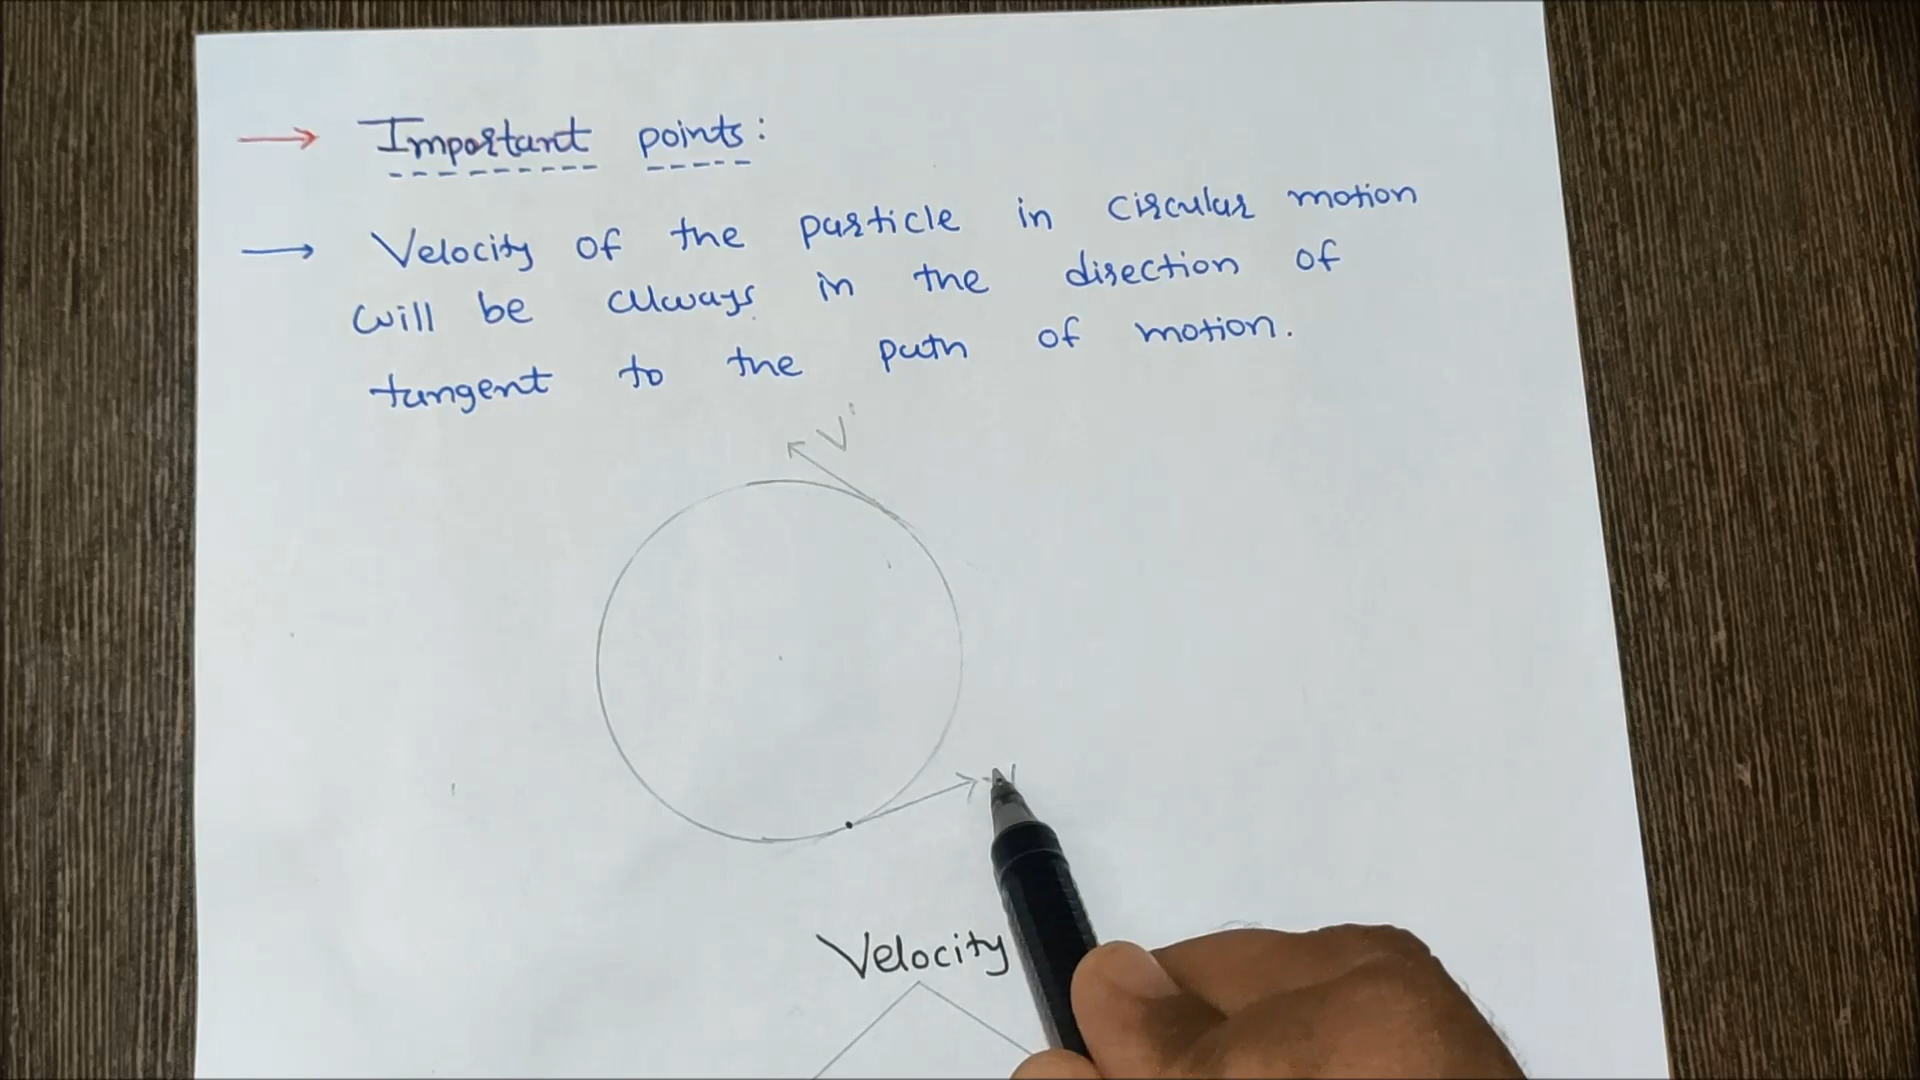 Important points:
Velocity of the particle in circular motion
will be always in the direction of
tangent to the path of motion.
V
V
Velocity